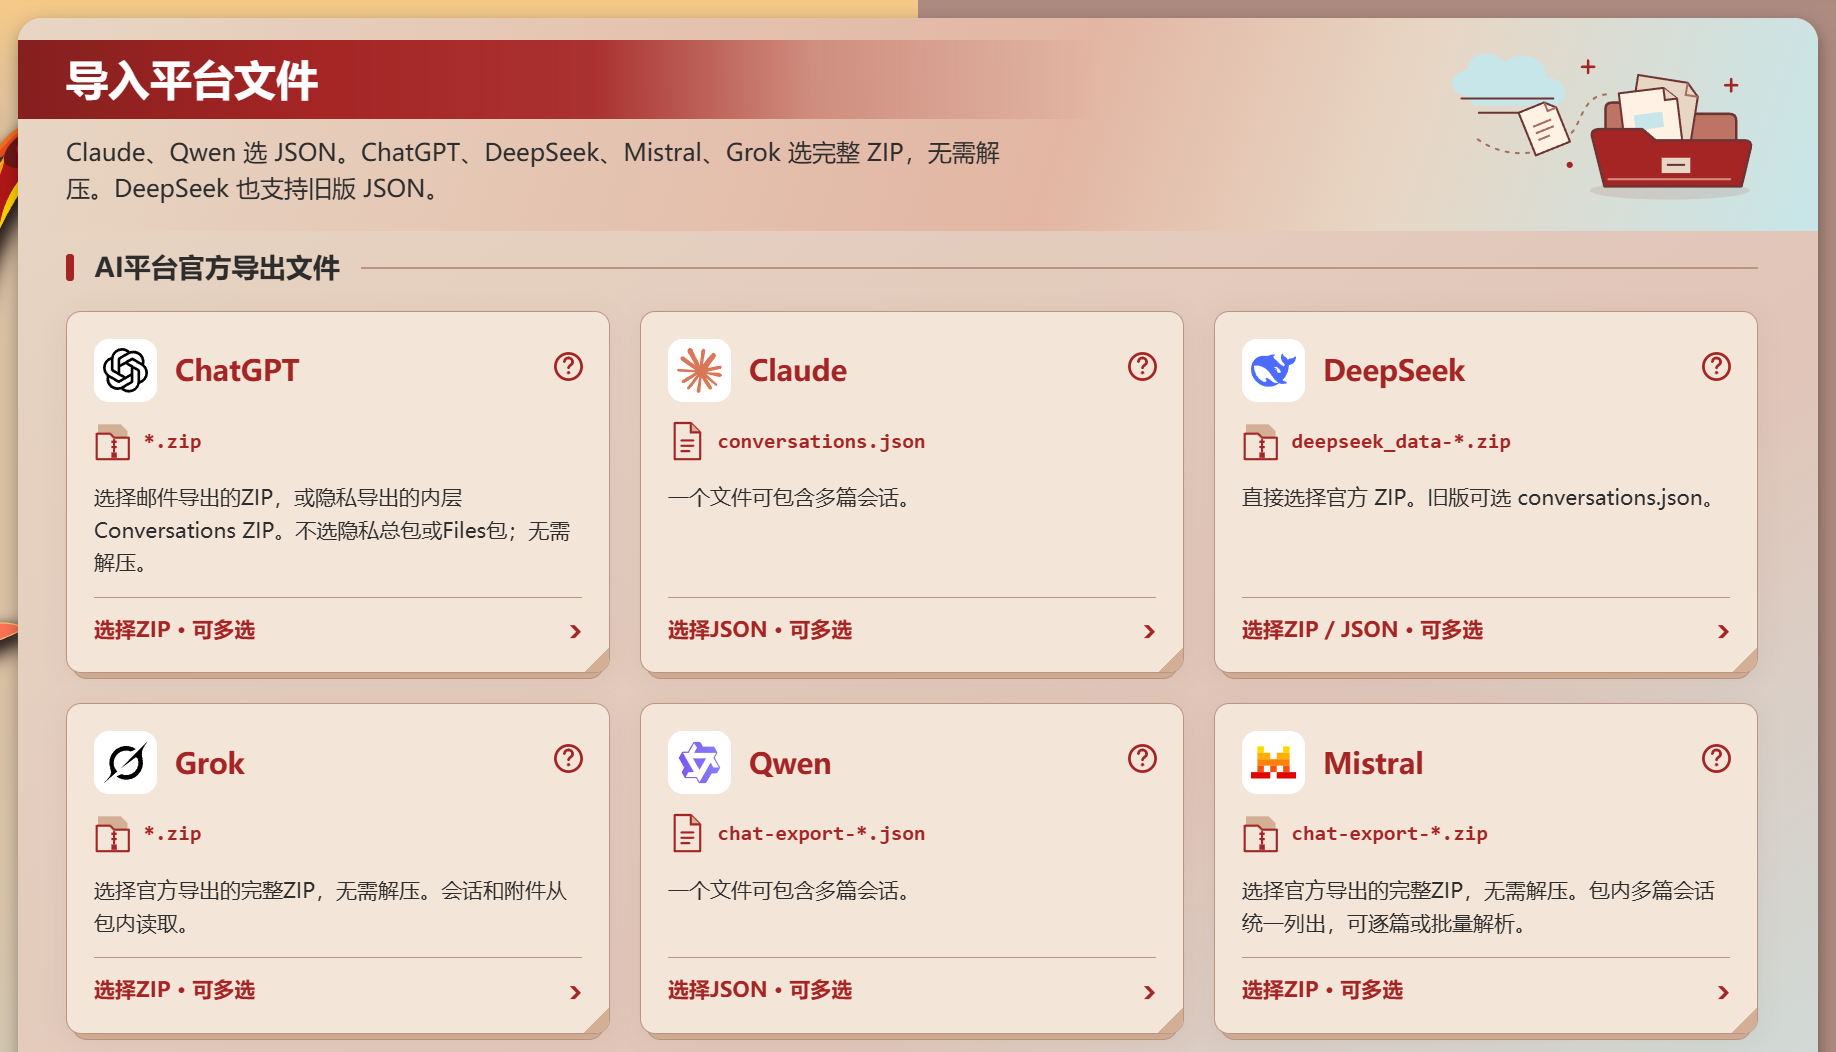 导入平台文件
Claude、Qwen 选 JSON。ChatGPT、DeepSeek、Mistral、Grok 选完整 ZIP，无需解
压。DeepSeek 也支持旧版 JSON。
AI平台官方导出文件
ChatGPT
*.zip
选择邮件导出的ZIP，或隐私导出的内层
Conversations ZIP。不选隐私总包或Files包；无需
解压。
选择ZIP • 可多选
Claude
conversations.json
一个文件可包含多篇会话。
选择JSON • 可多选
DeepSeek
deepseek_data-*.zip
直接选择官方 ZIP。旧版可选 conversations.json。
选择ZIP / JSON • 可多选
Grok
*.zip
选择官方导出的完整ZIP，无需解压。会话和附件从
包内读取。
选择ZIP • 可多选
Qwen
chat-export-*.json
一个文件可包含多篇会话。
选择JSON • 可多选
Mistral
chat-export-*.zip
选择官方导出的完整ZIP，无需解压。包内多篇会话
统一列出，可逐篇或批量解析。
选择ZIP • 可多选